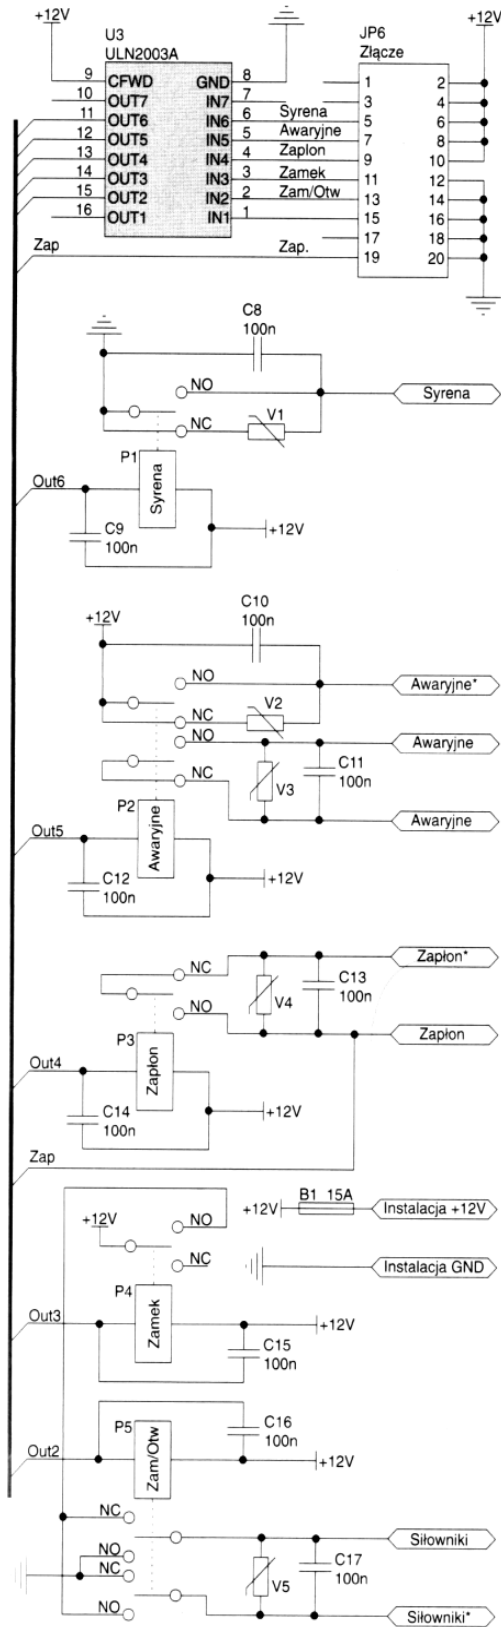 +12V
U3
ULN2003A
9 CFWD GND 8
10 OUT7 IN7 7
11 OUT6 IN6 6 Syrena
12 OUT5 IN5 5 Awaryjne
13 OUT4 IN4 4 Zaplon
14 OUT3 IN3 3 Zamek
15 OUT2 IN2 2 Zam/Otw
16 OUT1 IN1 1
Zap Zap.
JP6
Złącze
+12V
1 2
3 4
5 6
7 8
9 10
11 12
13 14
15 16
17 18
19 20
C8
100n
NO
Syrena
NC
V1
P1
Syrena
Out6
C9
100n
+12V
C10
100n
+12V
NO
Awaryjne*
NC
V2
NO
Awaryjne
NC
V3
C11
100n
P2
Awaryjne
Awaryjne
Out5
C12
100n
+12V
NC
Zapłon*
V4
C13
100n
NO
Zapłon
P3
Zapłon
Out4
C14
100n
+12V
Zap
+12V
NO
+12V
B1 15A
Instalacja +12V
NC
Instalacja GND
P4
Zamek
Out3
+12V
C15
100n
P5
Zam/Otw
C16
100n
Out2
+12V
NC
Siłowniki
NO
NC
V5
C17
100n
NO
Siłowniki*